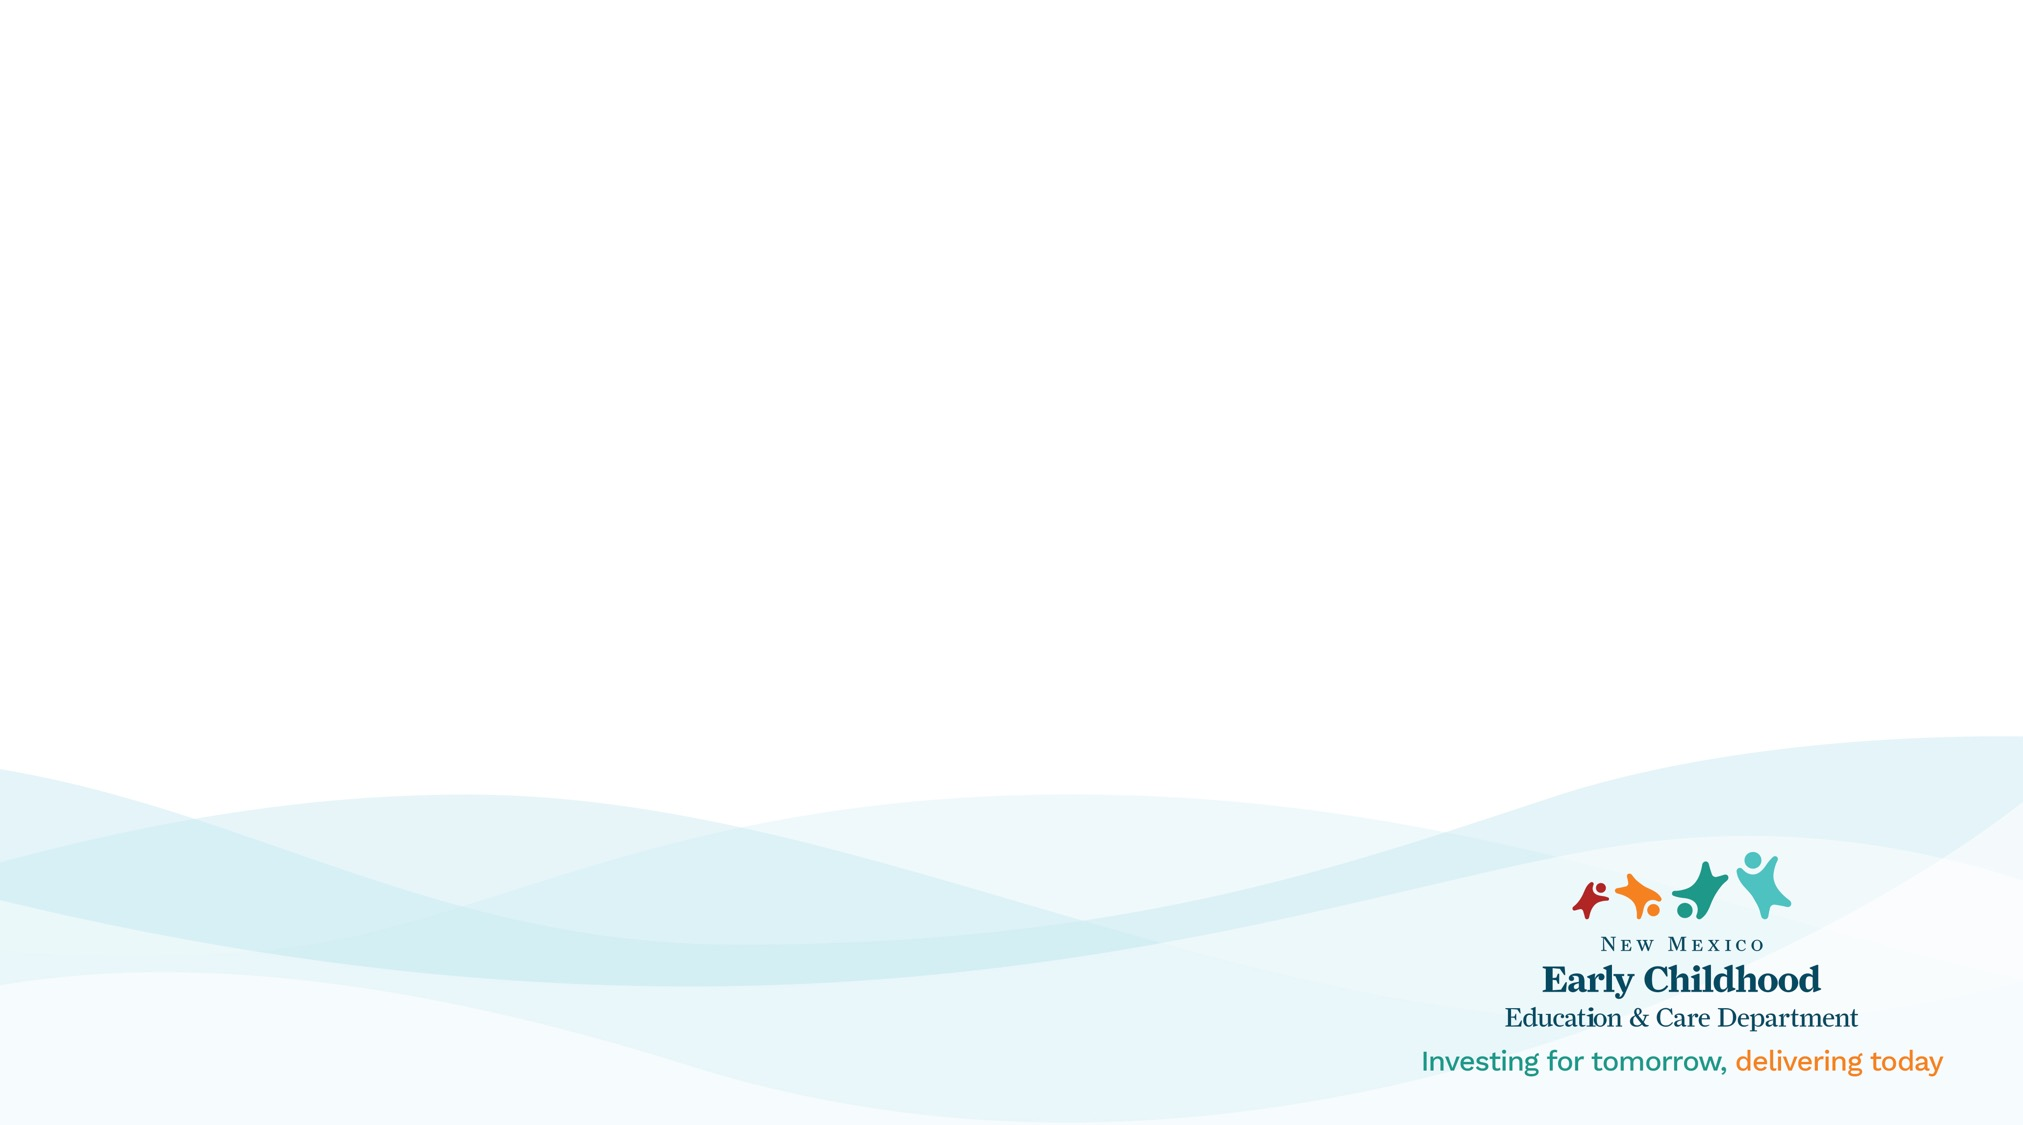 New Mexico
Early Childhood
Education & Care Department
Investing for tomorrow, delivering today